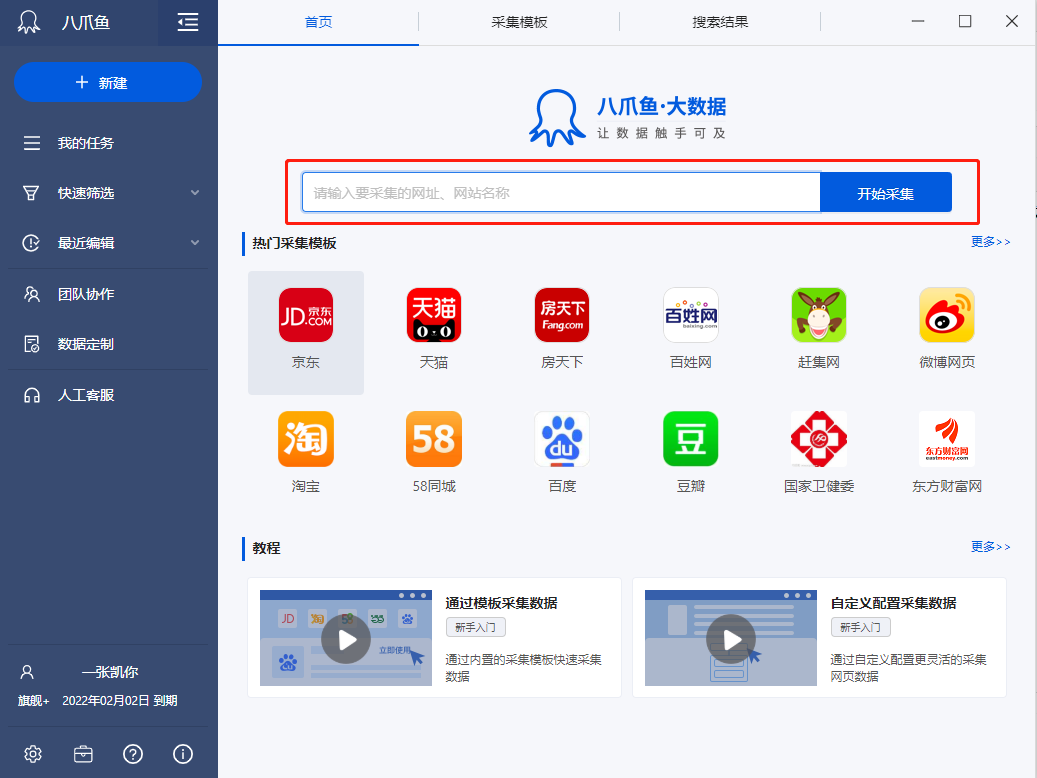 八爪鱼
首页
采集模板
搜索结果
新建
我的任务
快速筛选
最近编辑
团队协作
数据定制
人工客服
一张凯你
旗舰+ 2022年02月02日 到期
八爪鱼·大数据
让数据触手可及
请输入要采集的网址、网站名称
开始采集
热门采集模板
更多>>
JD 京东
.COM
天猫
房天下
Fang.com
百姓网
baixing.com
京东
天猫
房天下
百姓网
赶集网
微博网页
淘
58
du
豆
东方财富网
eastmoney.com
淘宝
58同城
百度
豆瓣
国家卫健委
东方财富网
教程
更多>>
JD 淘 58
立即使用
通过模板采集数据
新手入门
通过内置的采集模板快速采集
数据
自定义配置采集数据
新手入门
通过自定义配置更灵活的采集
网页数据